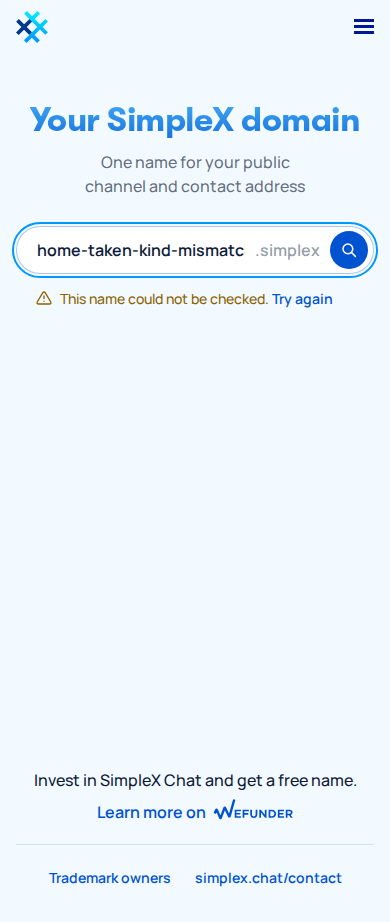 Your SimpleX domain
One name for your public
channel and contact address
home-taken-kind-mismatc .simplex
This name could not be checked. Try again
Invest in SimpleX Chat and get a free name.
Learn more on WEFUNDER
Trademark owners simplex.chat/contact